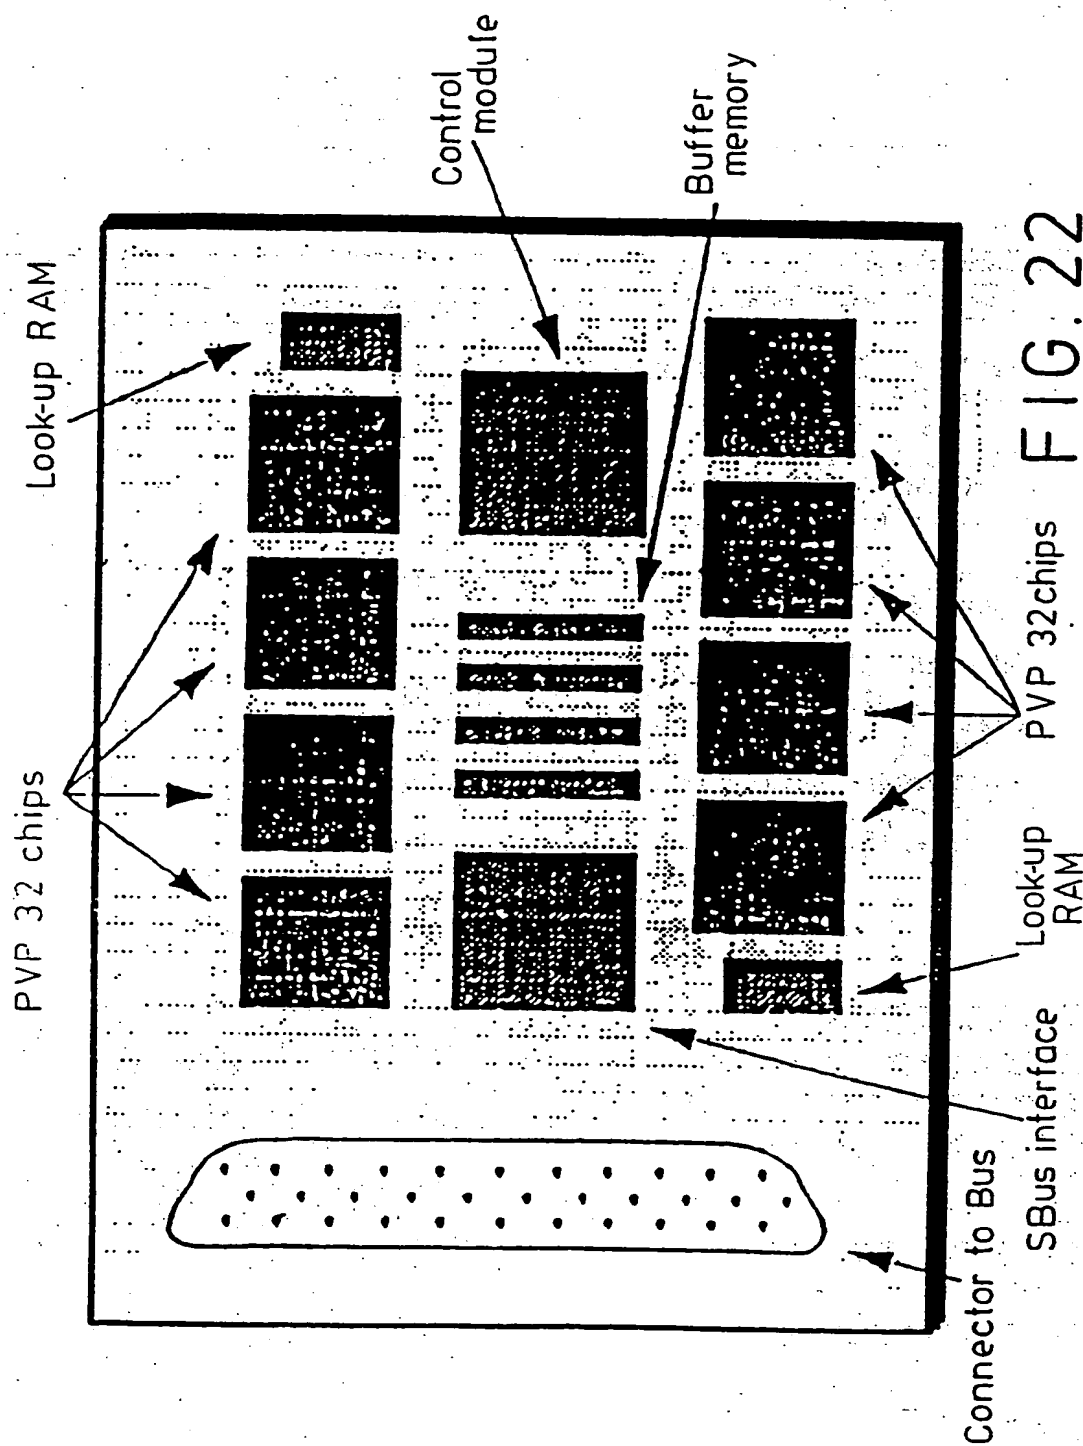 PVP 32 chips
Look-up RAM
Control
module
Buffer
memory
Connector to Bus
SBus interface
Look-up
RAM
PVP 32chips
FIG. 22